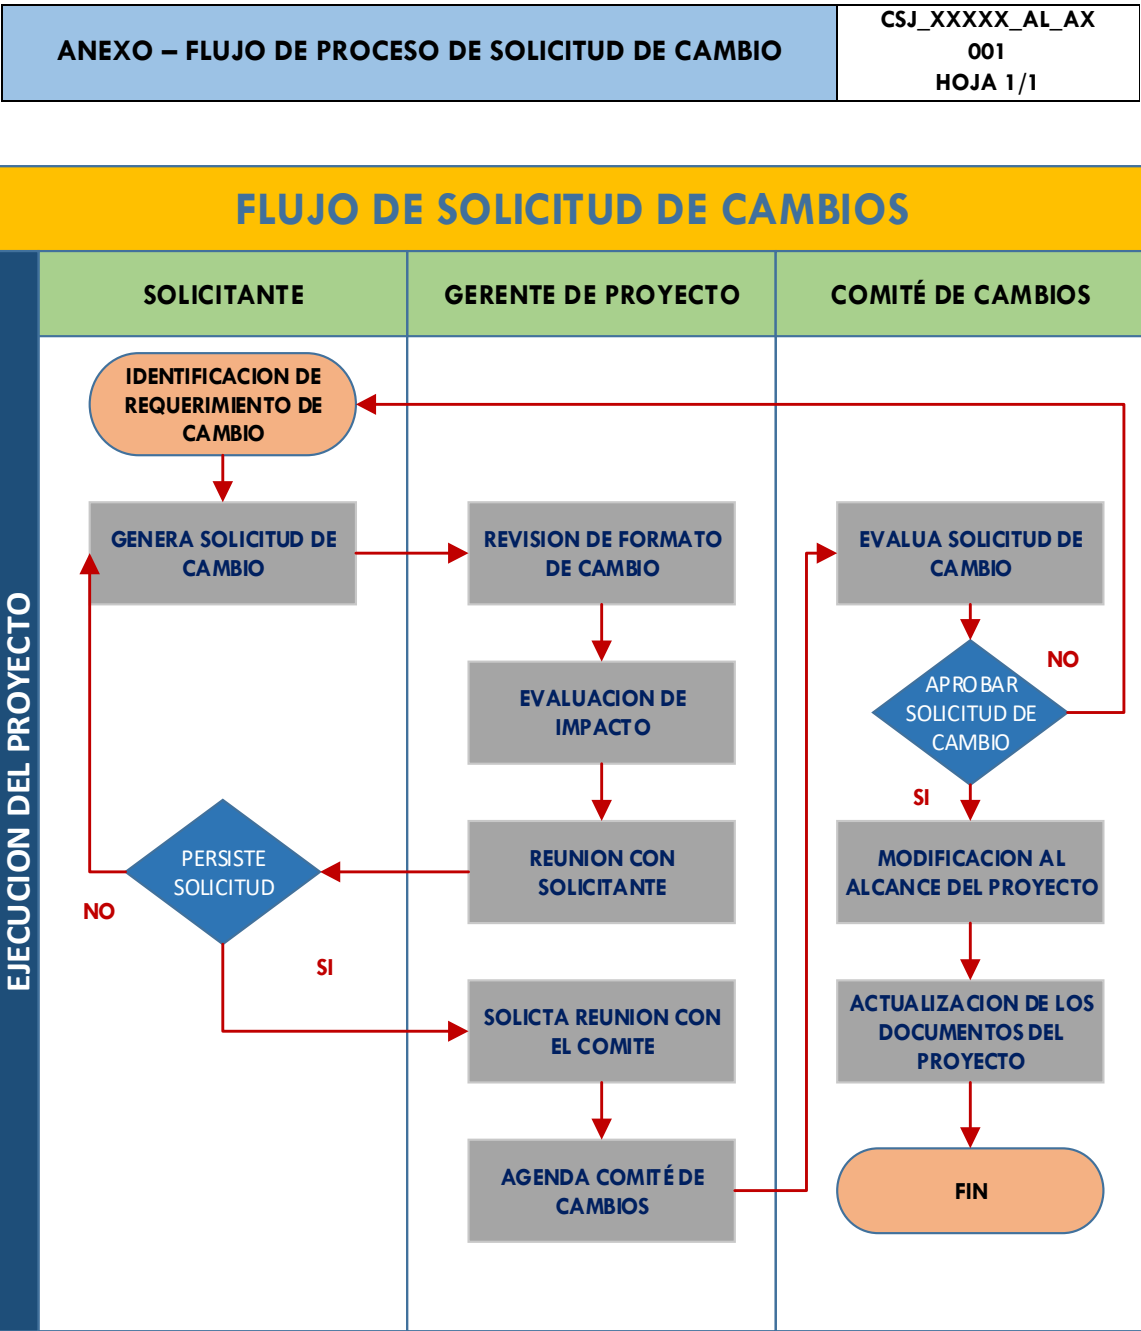 ANEXO – FLUJO DE PROCESO DE SOLICITUD DE CAMBIO
CSJ_XXXXX_AL_AX
001
HOJA 1/1
FLUJO DE SOLICITUD DE CAMBIOS
SOLICITANTE
GERENTE DE PROYECTO
COMITÉ DE CAMBIOS
EJECUCION DEL PROYECTO
IDENTIFICACION DE
REQUERIMIENTO DE
CAMBIO
GENERA SOLICITUD DE
CAMBIO
REVISION DE FORMATO
DE CAMBIO
EVALUA SOLICITUD DE
CAMBIO
EVALUACION DE
IMPACTO
APROBAR
SOLICITUD DE
CAMBIO
NO
SI
PERSISTE
SOLICITUD
NO
SI
REUNION CON
SOLICITANTE
MODIFICACION AL
ALCANCE DEL PROYECTO
SOLICTA REUNION CON
EL COMITE
ACTUALIZACION DE LOS
DOCUMENTOS DEL
PROYECTO
AGENDA COMITÉ DE
CAMBIOS
FIN